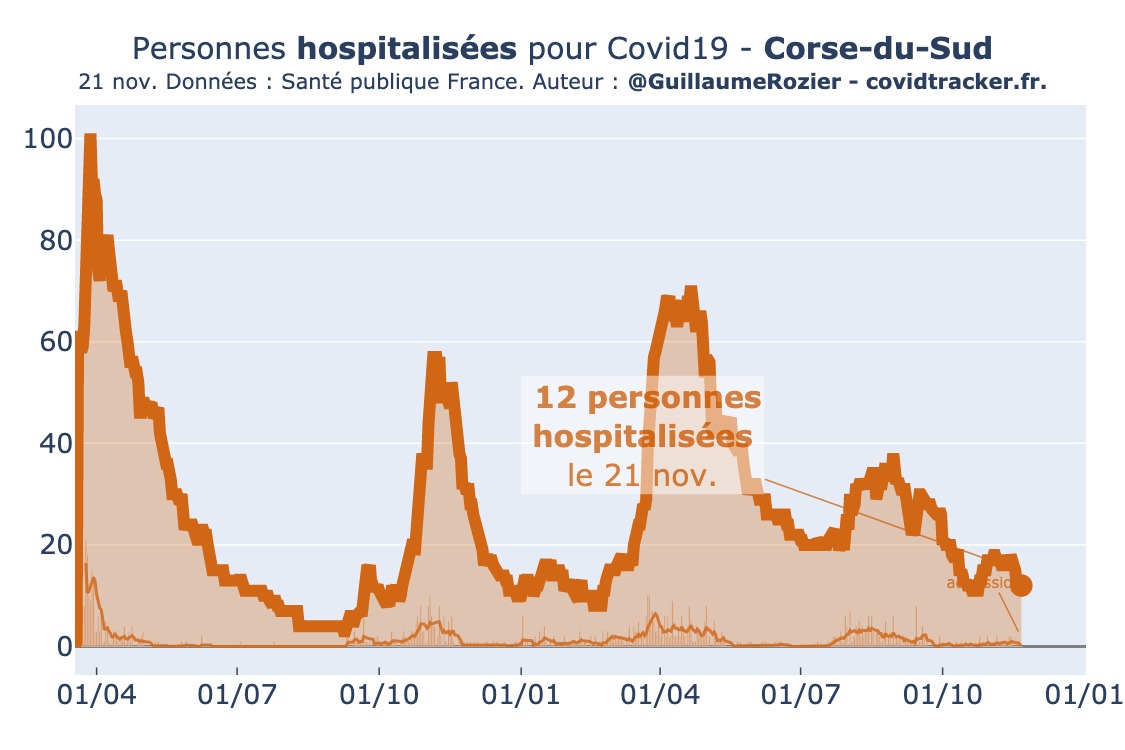 Personnes hospitalisées pour Covid19 - Corse-du-Sud
21 nov. Données : Santé publique France. Auteur : @GuillaumeRozier - covidtracker.fr.
100
80
60
40
20
0
12 personnes
hospitalisées
le 21 nov.
01/04
01/07
01/10
01/01
01/04
01/07
01/10
01/01